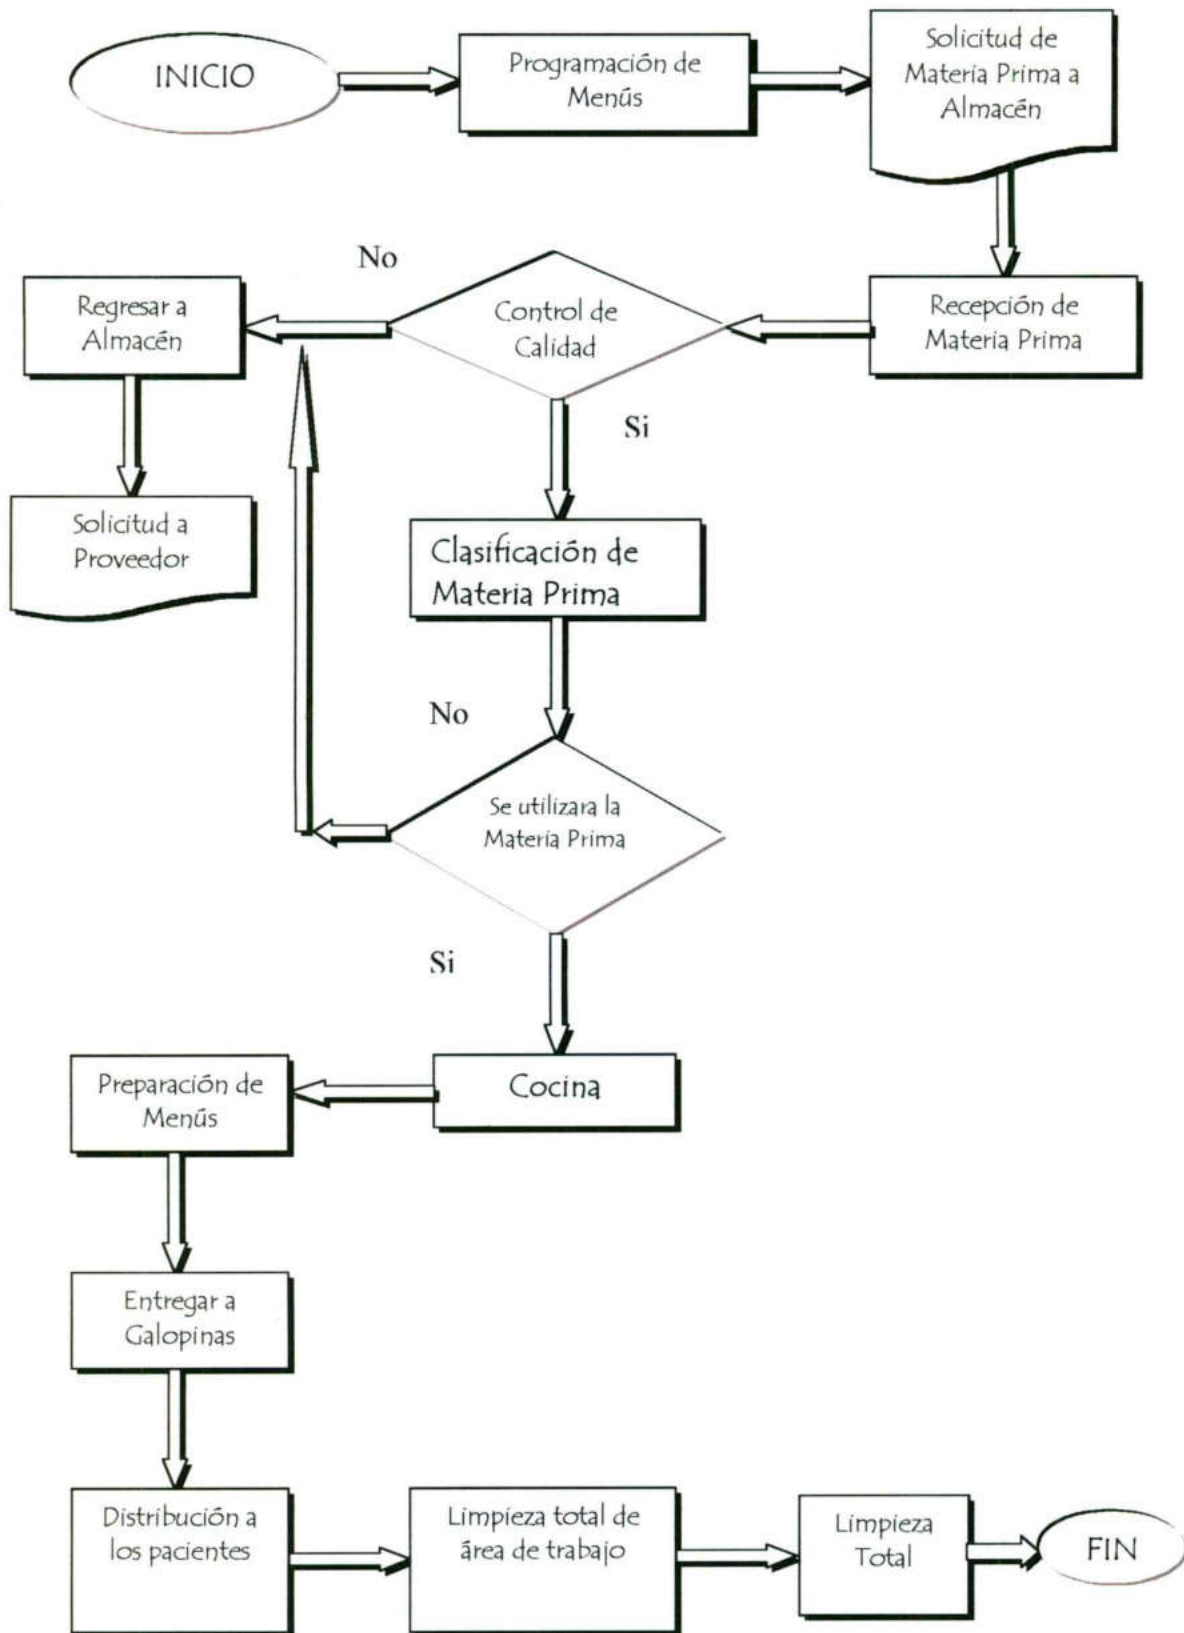 INICIO
Programación de
Menús
Solicitud de
Materia Prima a
Almacén
No
Regresar a
Almacén
Control de
Calidad
Recepción de
Materia Prima
Si
Solicitud a
Proveedor
Clasificación de
Materia Prima
No
Se utilizara la
Materia Prima
Si
Cocina
Preparación de
Menús
Entregar a
Galopinas
Distribución a
los pacientes
Limpieza total de
área de trabajo
Limpieza
Total
FIN